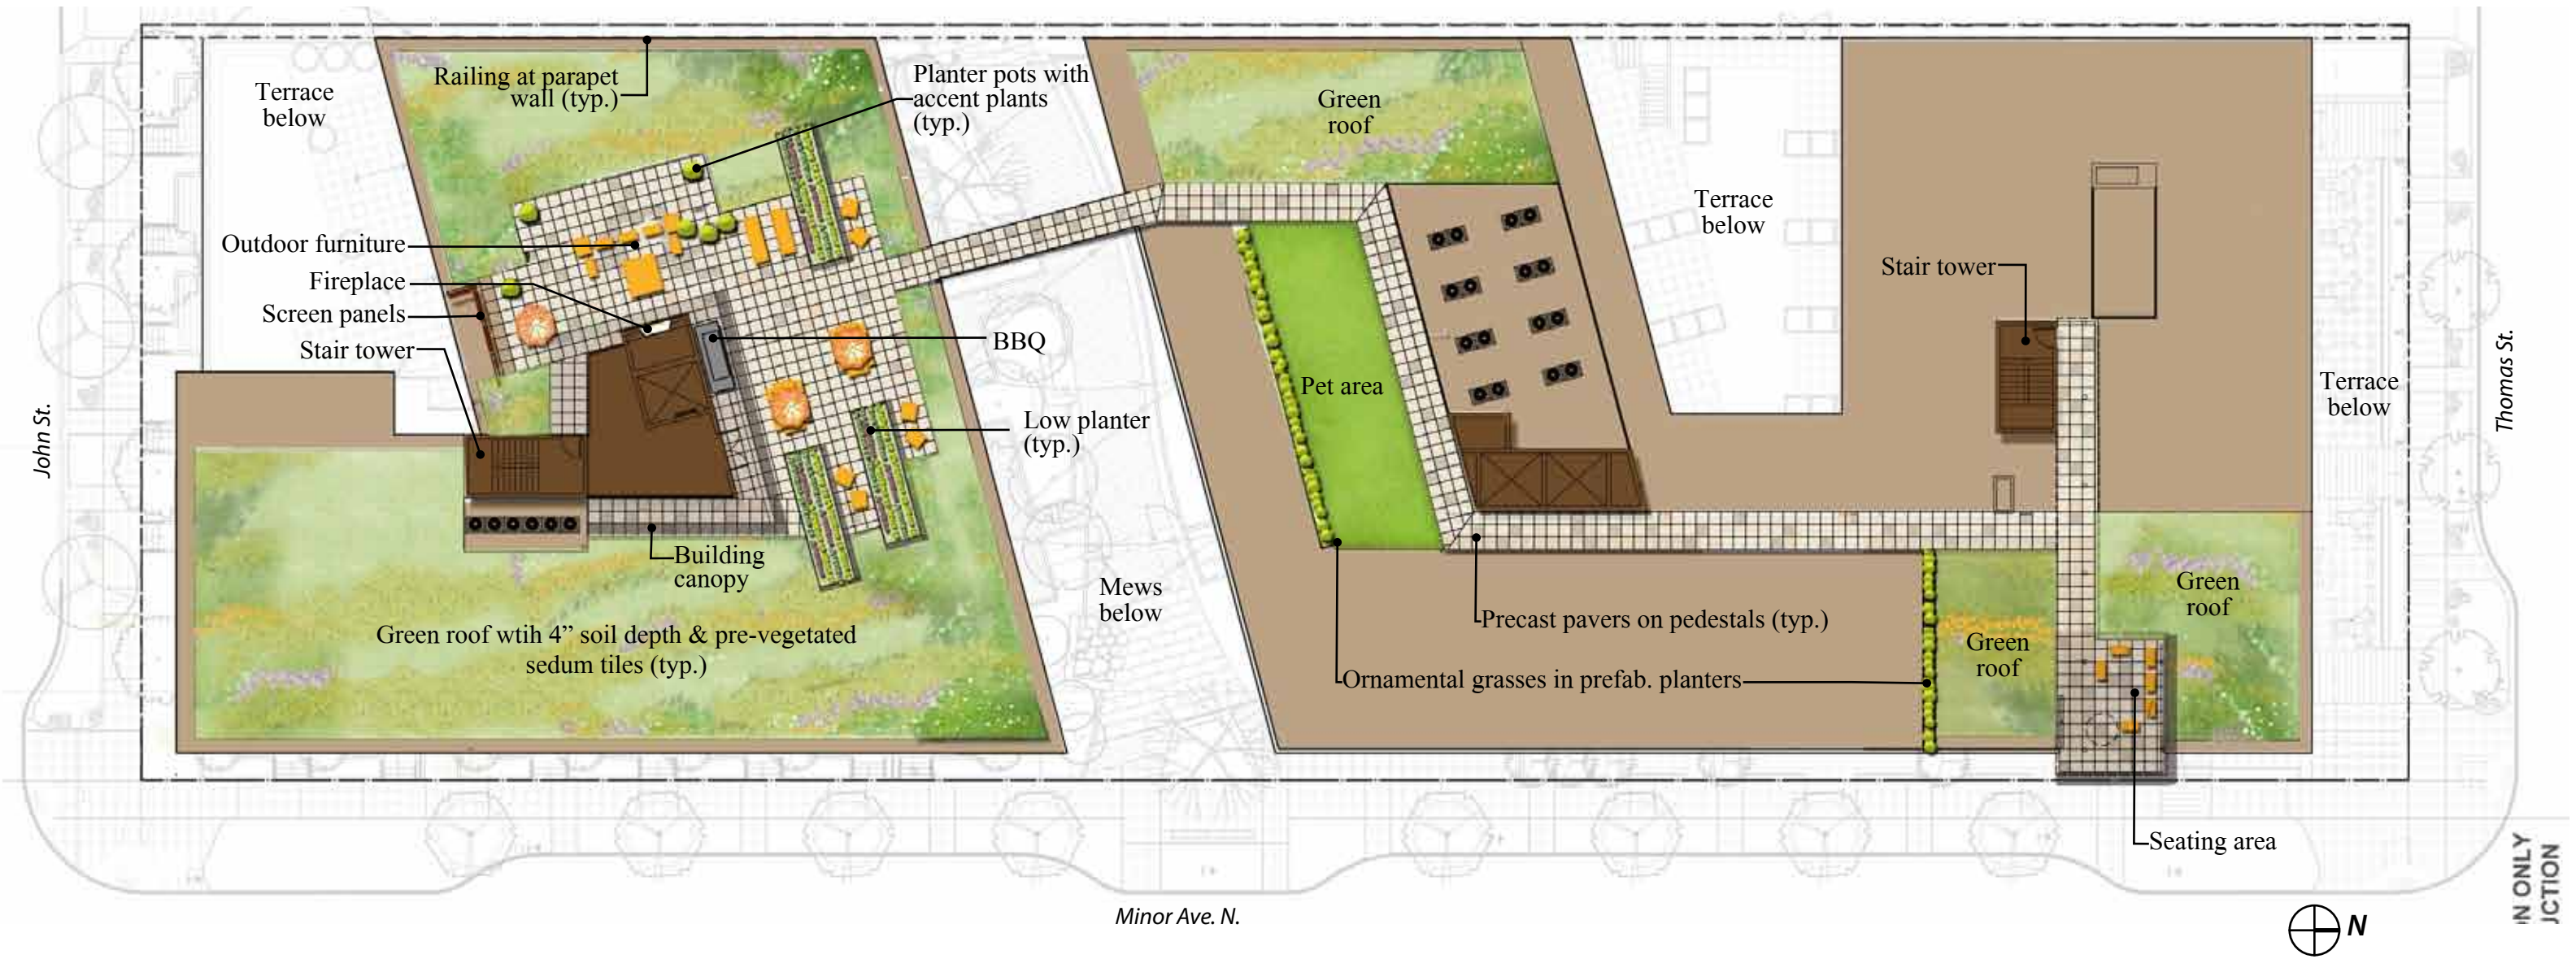 Railing at parapet
wall (typ.)
Planter pots with
accent plants
(typ.)
Terrace
below
Green
roof
Terrace
below
Outdoor furniture
Fireplace
Screen panels
Stair tower
Stair tower
BBQ
Pet area
Terrace
below
John St.
Thomas St.
Low planter
(typ.)
Building
canopy
Mews
below
Green roof wtih 4” soil depth & pre-vegetated
sedum tiles (typ.)
Precast pavers on pedestals (typ.)
Ornamental grasses in prefab. planters
Green
roof
Green
roof
Seating area
Minor Ave. N.
N
N ONLY
CTION